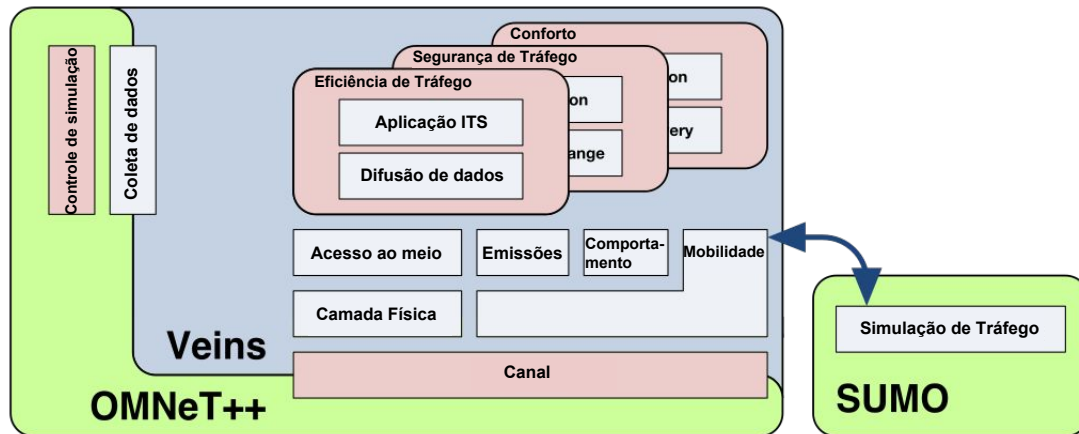 Conforto
on
ery
Segurança de Tráfego
on
ange
Eficiência de Tráfego
Aplicação ITS
Difusão de dados
Controle de simulação
Coleta de dados
Acesso ao meio
Emissões
Comporta-
mento
Mobilidade
Camada Física
Canal
Veins
OMNeT++
Simulação de Tráfego
SUMO